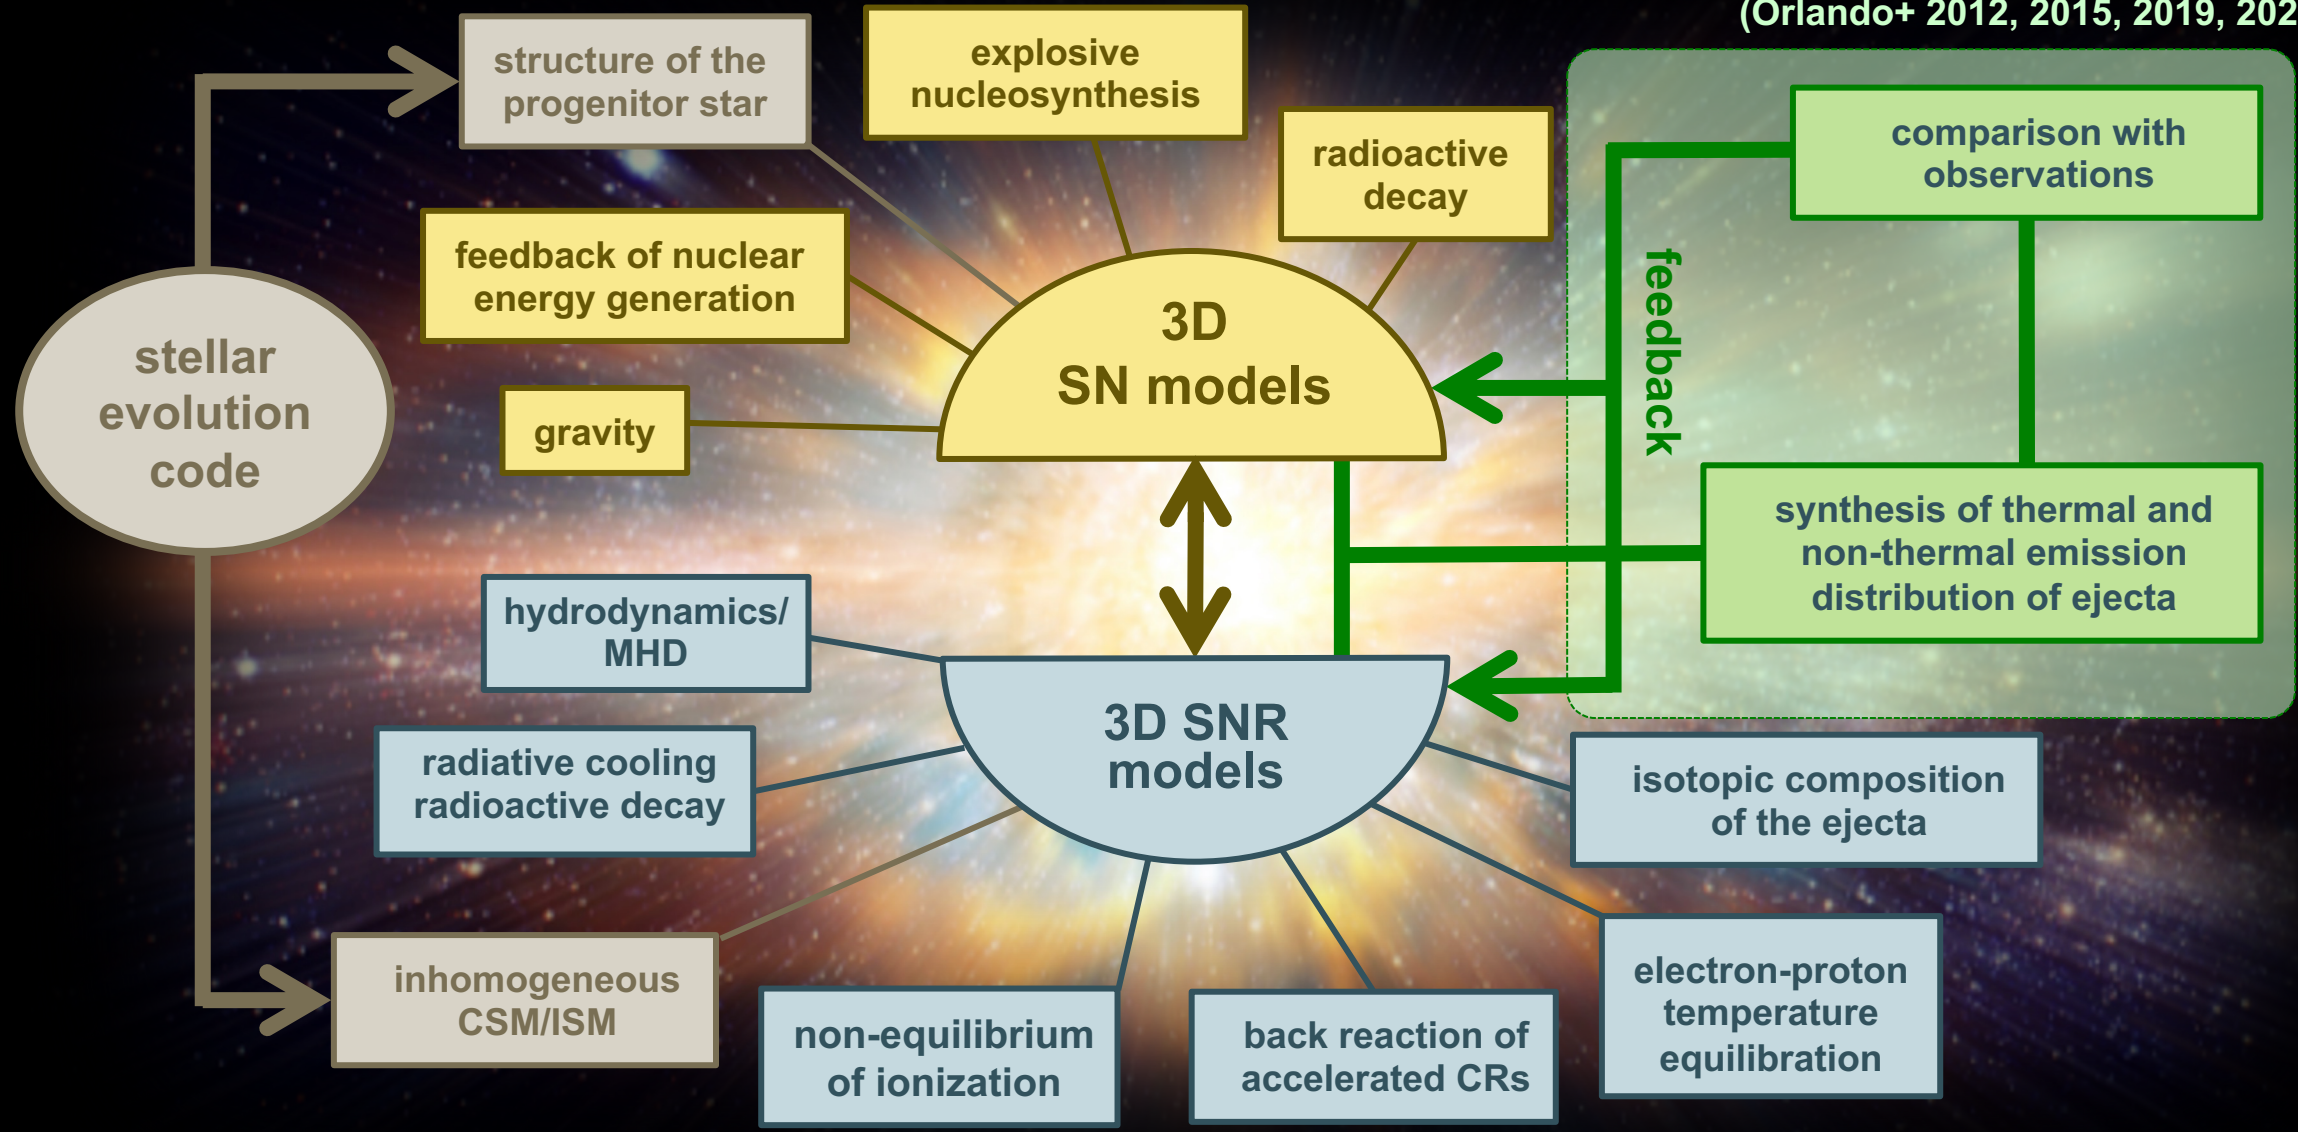 (Orlando+ 2012, 2015, 2019, 202
structure of the
progenitor star
explosive
nucleosynthesis
radioactive
decay
comparison with
observations
feedback of nuclear
energy generation
feedback
3D
SN models
stellar
evolution
code
gravity
synthesis of thermal and
non-thermal emission
distribution of ejecta
hydrodynamics/
MHD
3D SNR
models
radiative cooling
radioactive decay
isotopic composition
of the ejecta
inhomogeneous
CSM/ISM
non-equilibrium
of ionization
back reaction of
accelerated CRs
electron-proton
temperature
equilibration